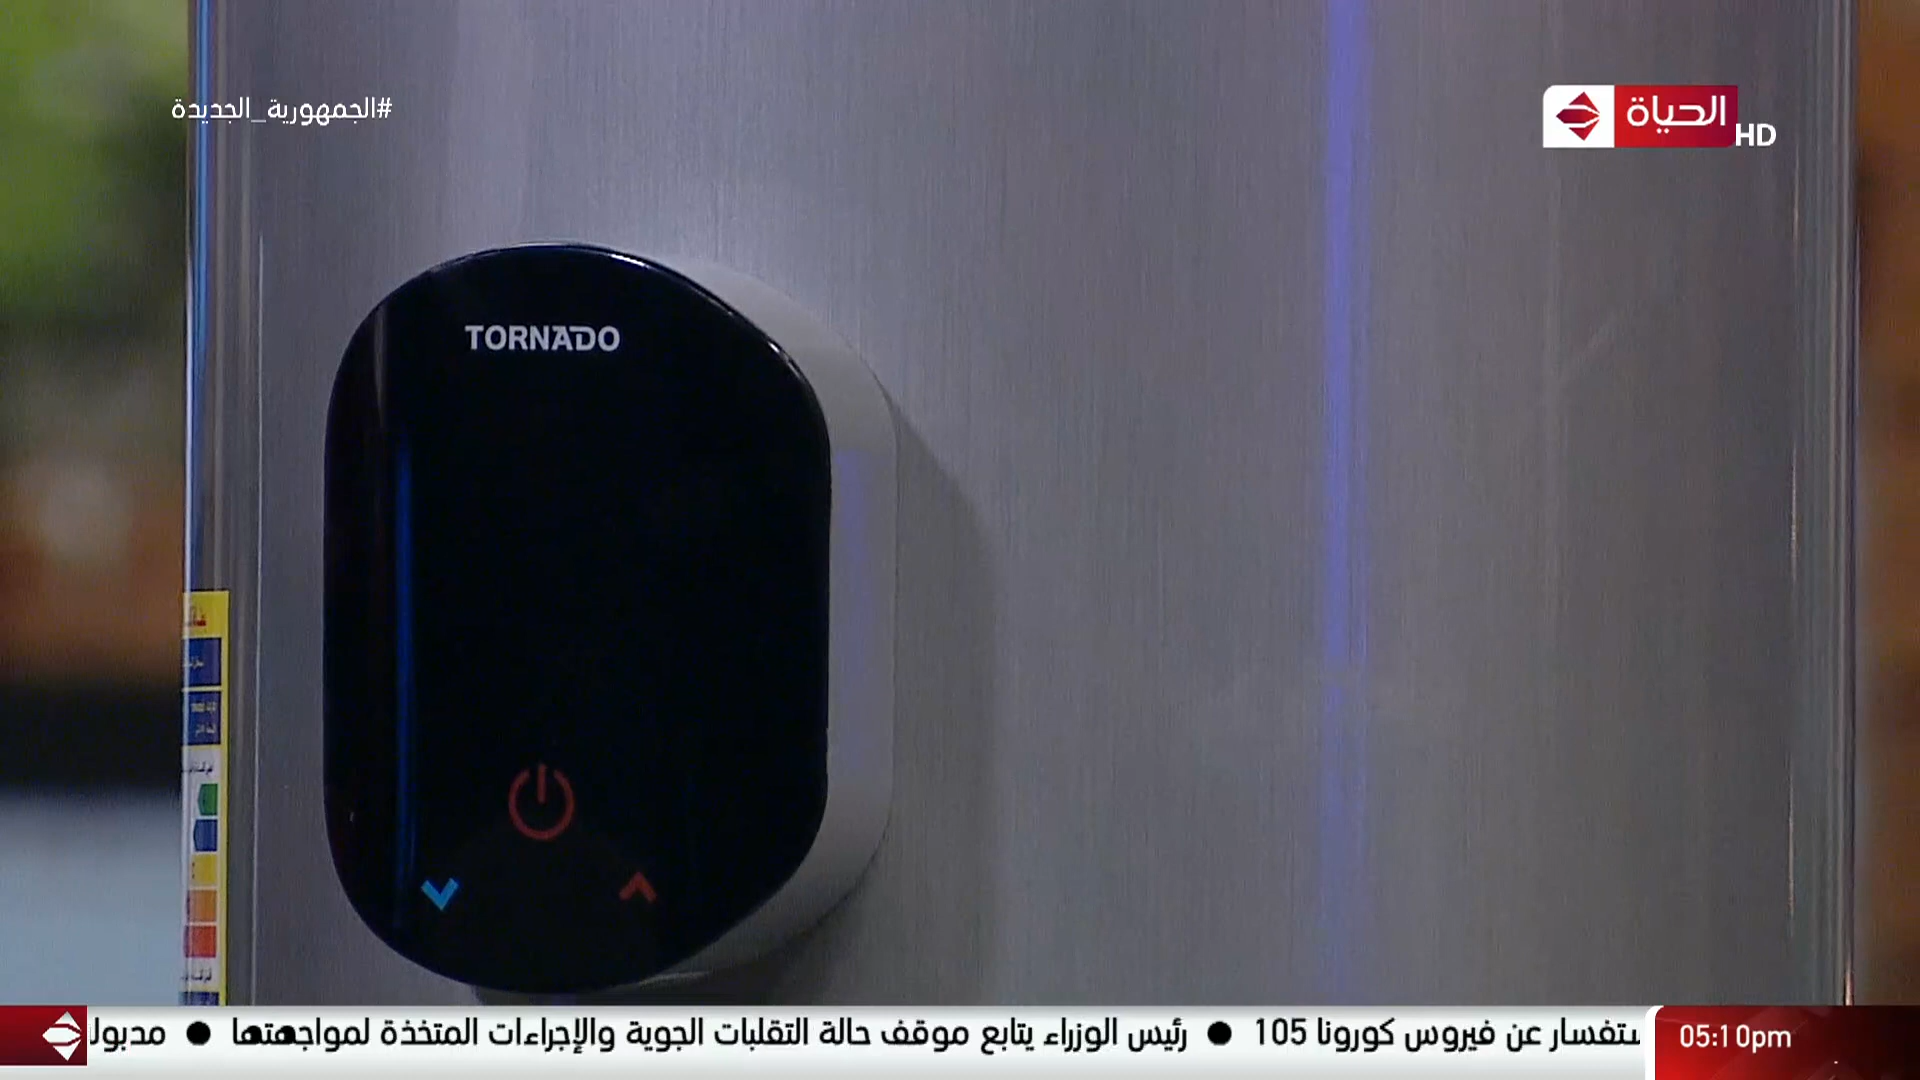 #الجمهورية_الجديدة
الحياة
HD
TORNADO
ستفسار عن فيروس كورونا 105 ● رئيس الوزراء يتابع موقف حالة التقلبات الجوية والإجراءات المتخذة لمواجهتها ● مدبول
05:10pm